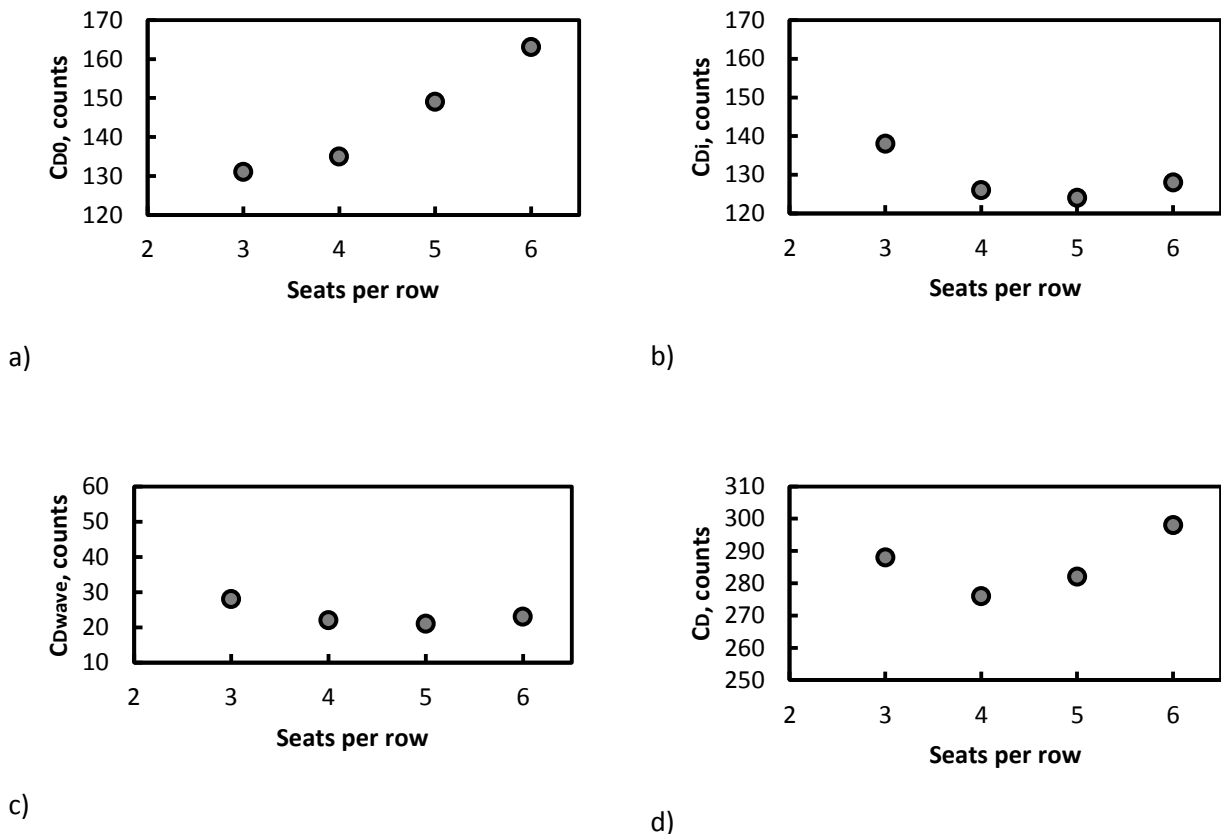 170
160
150
140
130
120
CD0, counts
2 3 4 5 6
Seats per row
a)
170
160
150
140
130
120
CDi, counts
2 3 4 5 6
Seats per row
b)
60
50
40
30
20
10
CDwave, counts
2 3 4 5 6
Seats per row
c)
310
300
290
280
270
260
250
CD, counts
2 3 4 5 6
Seats per row
d)